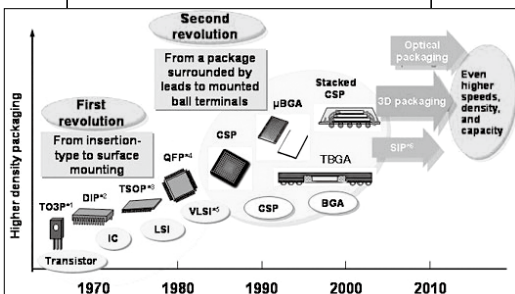 Second
revolution
From a package
surrounded by
leads to mounted
ball terminals
First
revolution
From insertion-
type to surface
mounting
Higher density packaging
TO3P*1
DIP*2
TSOP*3
QFP*4
CSP
µBGA
Stacked
CSP
TBGA
Transistor
IC
LSI
VLSI*5
CSP
BGA
Optical
packaging
3D packaging
SIP*6
Even
higher
speeds,
density,
and
capacity
1970
1980
1990
2000
2010